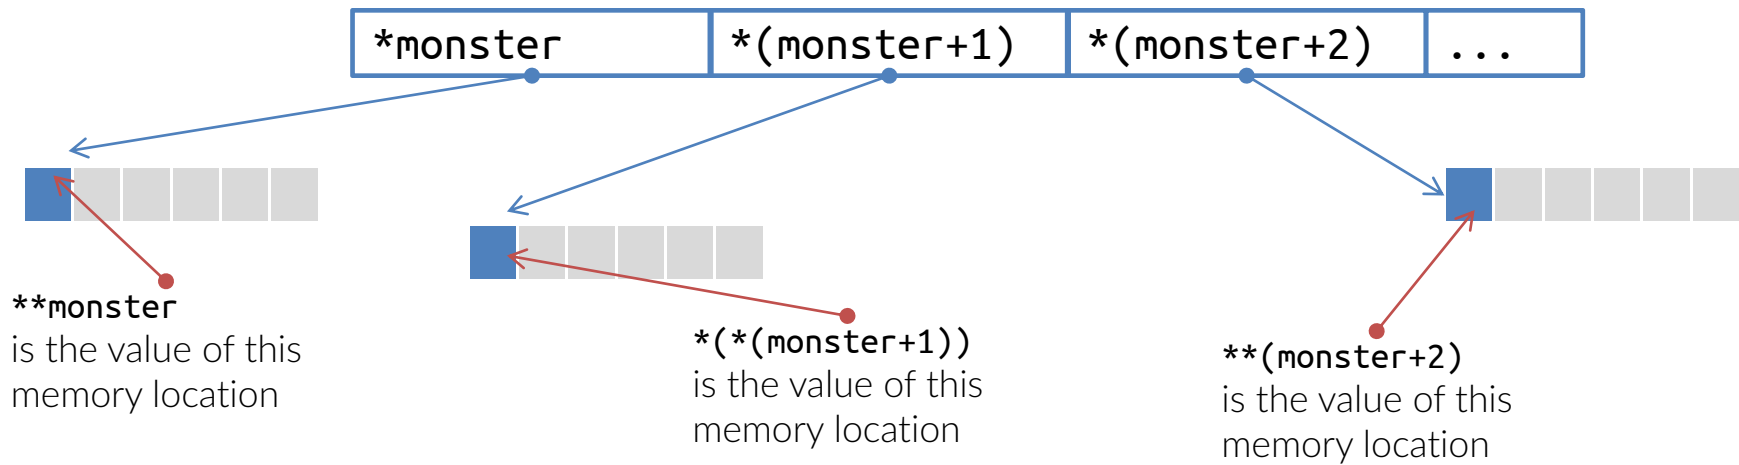 *monster *(monster+1) *(monster+2) ...
**monster
is the value of this
memory location
*(*(monster+1))
is the value of this
memory location
**(monster+2)
is the value of this
memory location